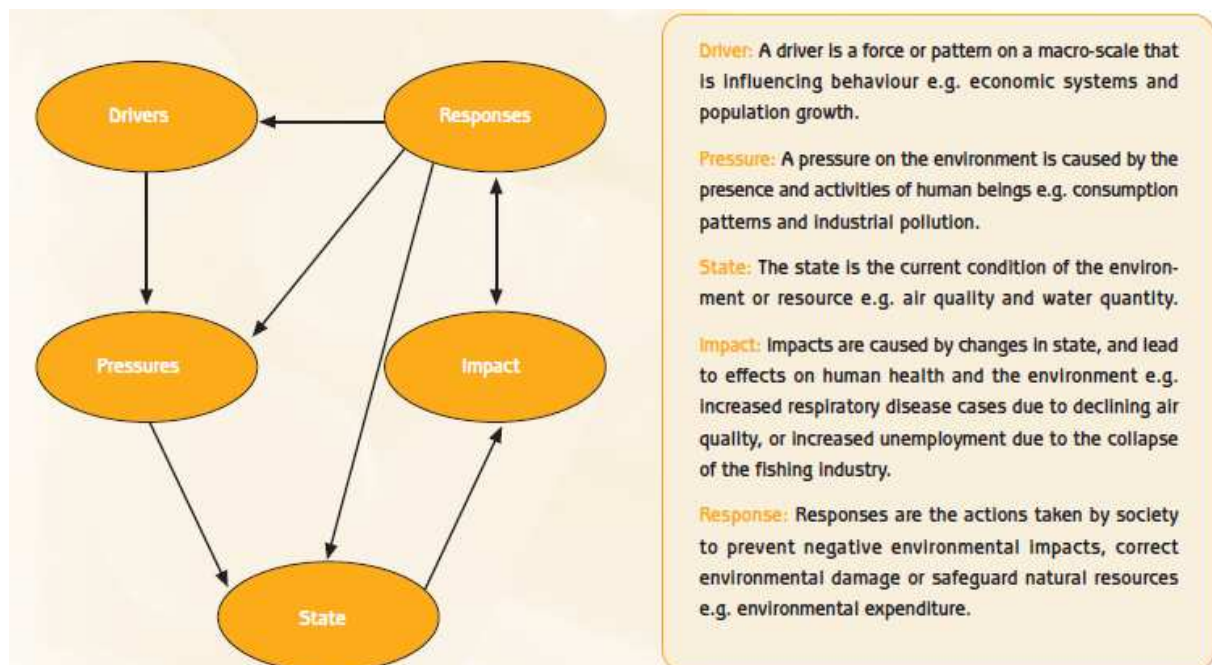 Drivers
Responses
Pressures
Impact
State
Driver: A driver is a force or pattern on a macro-scale that
is influencing behaviour e.g. economic systems and
population growth.
Pressure: A pressure on the environment is caused by the
presence and activities of human beings e.g. consumption
patterns and industrial pollution.
State: The state is the current condition of the environ-
ment or resource e.g. air quality and water quantity.
Impact: Impacts are caused by changes in state, and lead
to effects on human health and the environment e.g.
increased respiratory disease cases due to declining air
quality, or increased unemployment due to the collapse
of the fishing industry.
Response: Responses are the actions taken by society
to prevent negative environmental impacts, correct
environmental damage or safeguard natural resources
e.g. environmental expenditure.